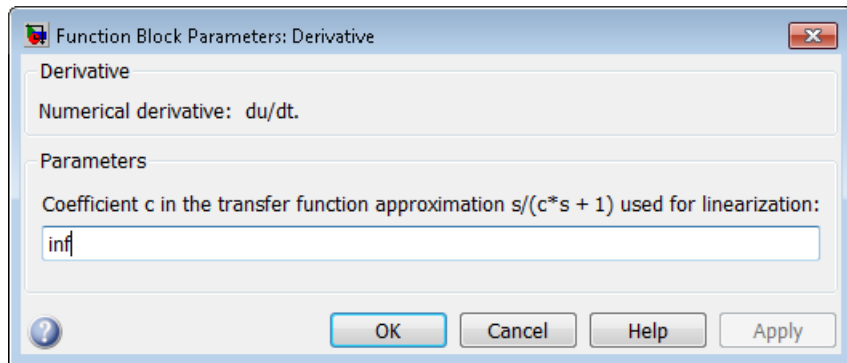 Function Block Parameters: Derivative
Derivative
Numerical derivative: du/dt.
Parameters
Coefficient c in the transfer function approximation s/(c*s + 1) used for linearization:
inf
OK Cancel Help Apply